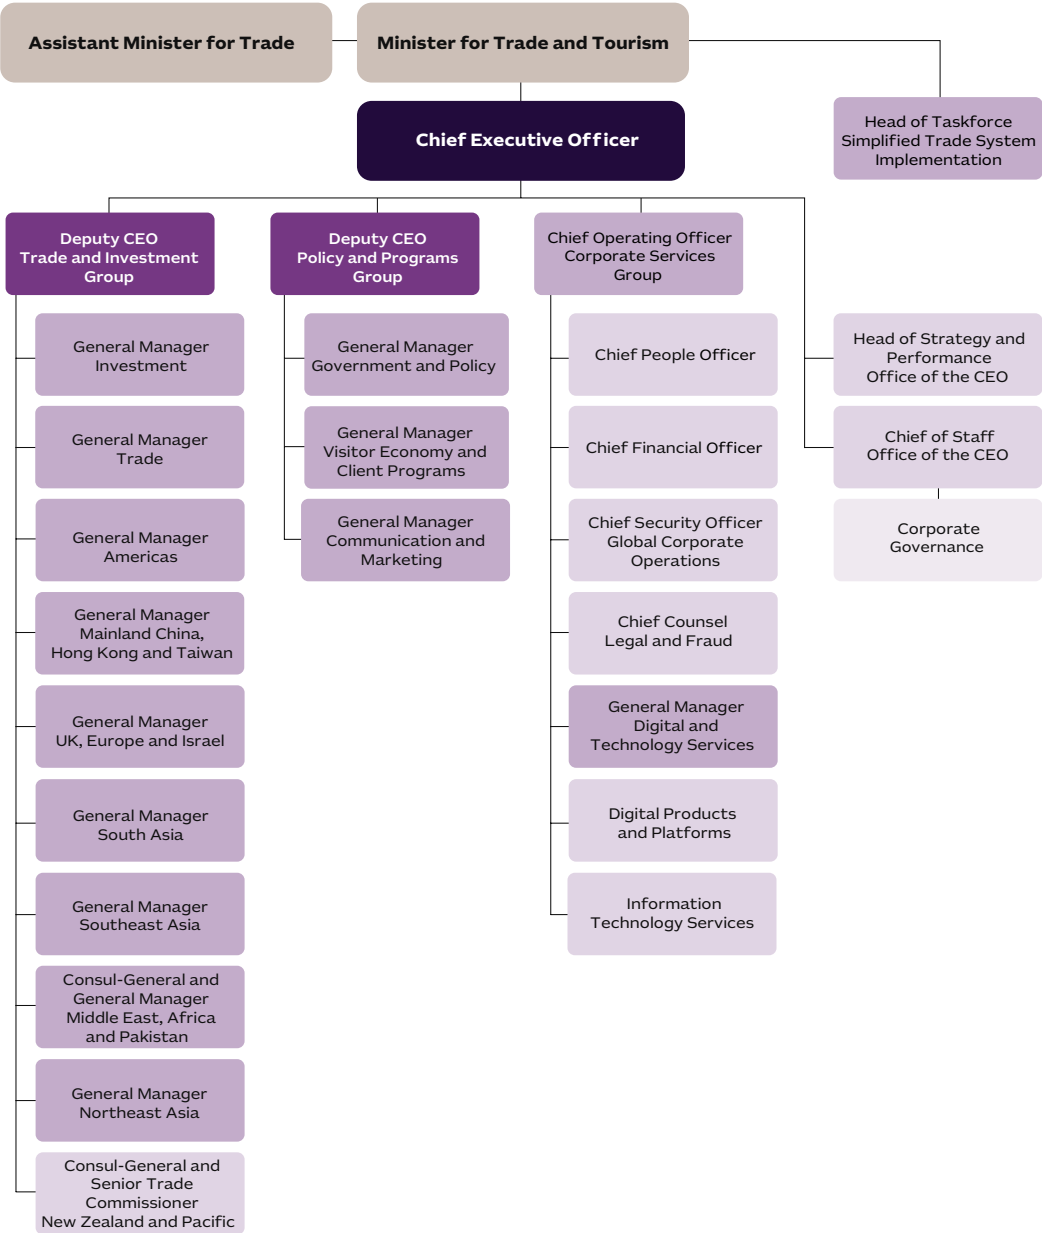 Assistant Minister for Trade
Minister for Trade and Tourism
Head of Taskforce
Simplified Trade System
Implementation
Chief Executive Officer
Deputy CEO
Trade and Investment
Group
General Manager
Investment
General Manager
Trade
General Manager
Americas
General Manager
Mainland China,
Hong Kong and Taiwan
General Manager
UK, Europe and Israel
General Manager
South Asia
General Manager
Southeast Asia
Consul-General and
General Manager
Middle East, Africa
and Pakistan
General Manager
Northeast Asia
Consul-General and
Senior Trade
Commissioner
New Zealand and Pacific
Deputy CEO
Policy and Programs
Group
General Manager
Government and Policy
General Manager
Visitor Economy and
Client Programs
General Manager
Communication and
Marketing
Chief Operating Officer
Corporate Services
Group
Chief People Officer
Chief Financial Officer
Chief Security Officer
Global Corporate
Operations
Chief Counsel
Legal and Fraud
General Manager
Digital and
Technology Services
Digital Products
and Platforms
Information
Technology Services
Head of Strategy and
Performance
Office of the CEO
Chief of Staff
Office of the CEO
Corporate
Governance